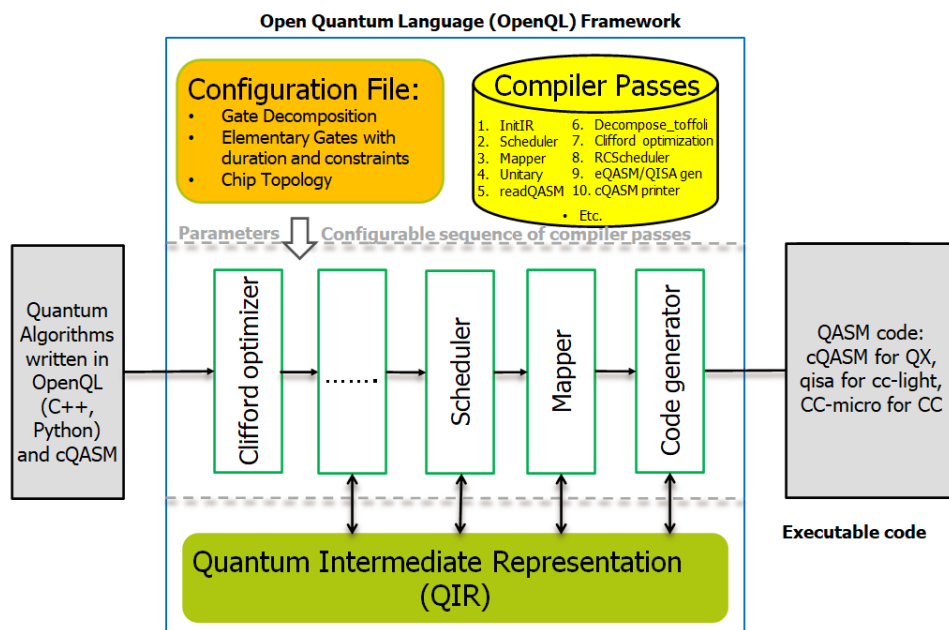 Open Quantum Language (OpenQL) Framework
Configuration File:
• Gate Decomposition
• Elementary Gates with
duration and constraints
• Chip Topology
Compiler Passes
1. InitIR
2. Scheduler
3. Mapper
4. Unitary
5. readQASM
6. Decompose_toffoli
7. Clifford optimization
8. RCScheduler
9. eQASM/QISA gen
10. cQASM printer
• Etc.
Parameters
Configurable sequence of compiler passes
Quantum
Algorithms
written in
OpenQL
(C++,
Python)
and cQASM
Clifford optimizer
.......
Scheduler
Mapper
Code generator
QASM code:
cQASM for QX,
qisa for cc-light,
CC-micro for CC
Executable code
Quantum Intermediate Representation
(QIR)